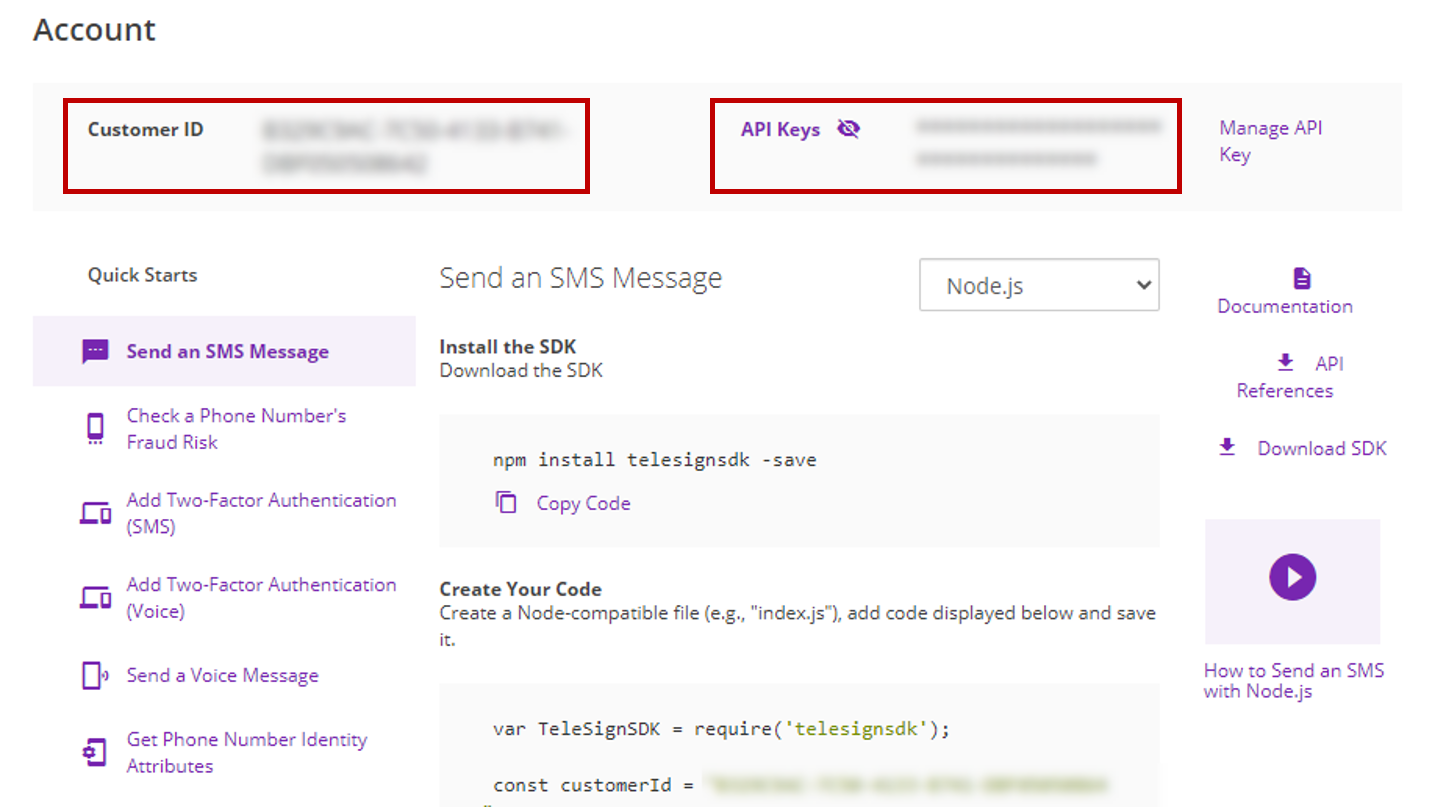 Account
Customer ID
API Keys
Manage API
Key
Quick Starts
Send an SMS Message
Check a Phone Number's
Fraud Risk
Add Two-Factor Authentication
(SMS)
Add Two-Factor Authentication
(Voice)
Send a Voice Message
Get Phone Number Identity
Attributes
Send an SMS Message
Node.js
Install the SDK
Download the SDK
npm install telesignsdk -save
Copy Code
Create Your Code
Create a Node-compatible file (e.g., "index.js"), add code displayed below and save
it.
var TeleSignSDK = require('telesignsdk');
const customerId =
Documentation
API
References
Download SDK
How to Send an SMS
with Node.js